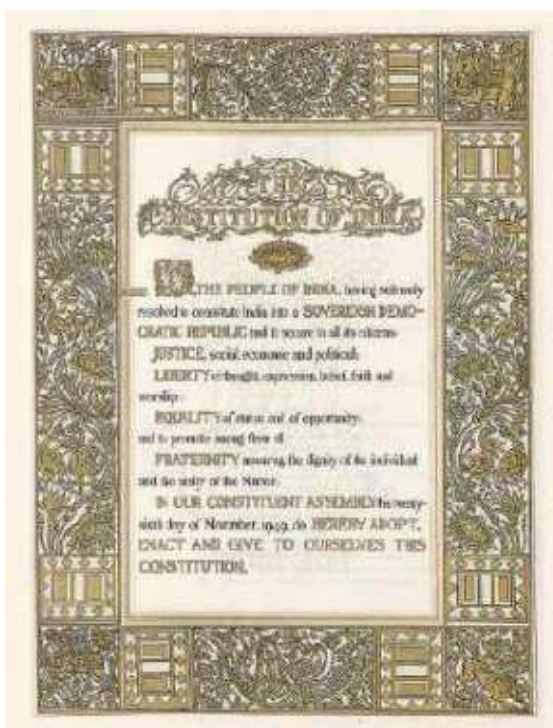 THE
CONSTITUTION OF INDIA
WE, THE PEOPLE OF INDIA, having solemnly
resolved to constitute India into a SOVEREIGN DEMO-
CRATIC REPUBLIC and to secure to all its citizens:
JUSTICE, social, economic and political;
LIBERTY of thought, expression, belief, faith and
worship;
EQUALITY of status and of opportunity;
and to promote among them all
FRATERNITY assuring the dignity of the individual
and the unity of the Nation;
IN OUR CONSTITUENT ASSEMBLY this twenty-
sixth day of November, 1949, do HEREBY ADOPT,
ENACT AND GIVE TO OURSELVES THIS
CONSTITUTION.